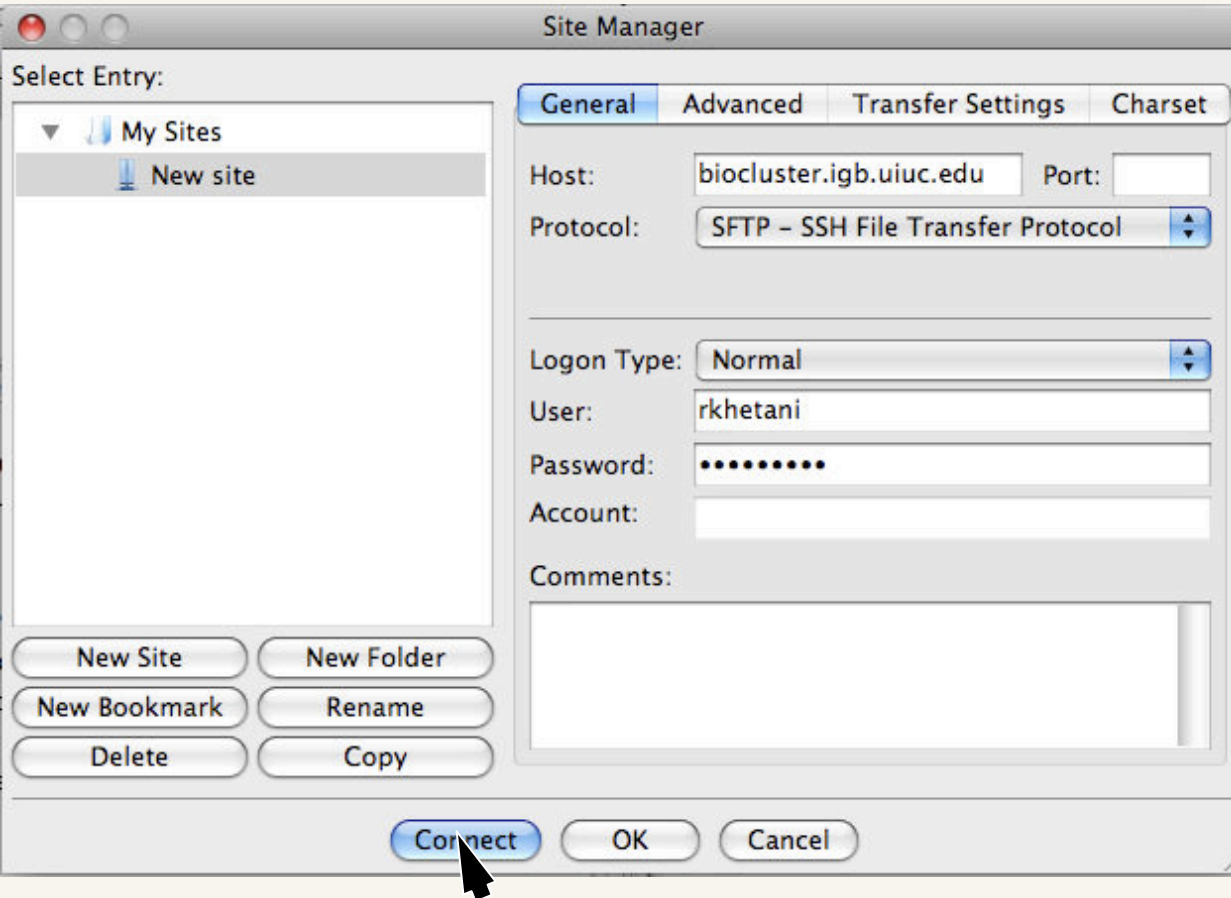 Site Manager
Select Entry:
My Sites
New site
New Site New Folder
New Bookmark Rename
Delete Copy
General Advanced Transfer Settings Charset
Host: biocluster.igb.uiuc.edu Port:
Protocol: SFTP – SSH File Transfer Protocol
Logon Type: Normal
User: rkhetani
Password: •••••••••
Account:
Comments:
Connect OK Cancel